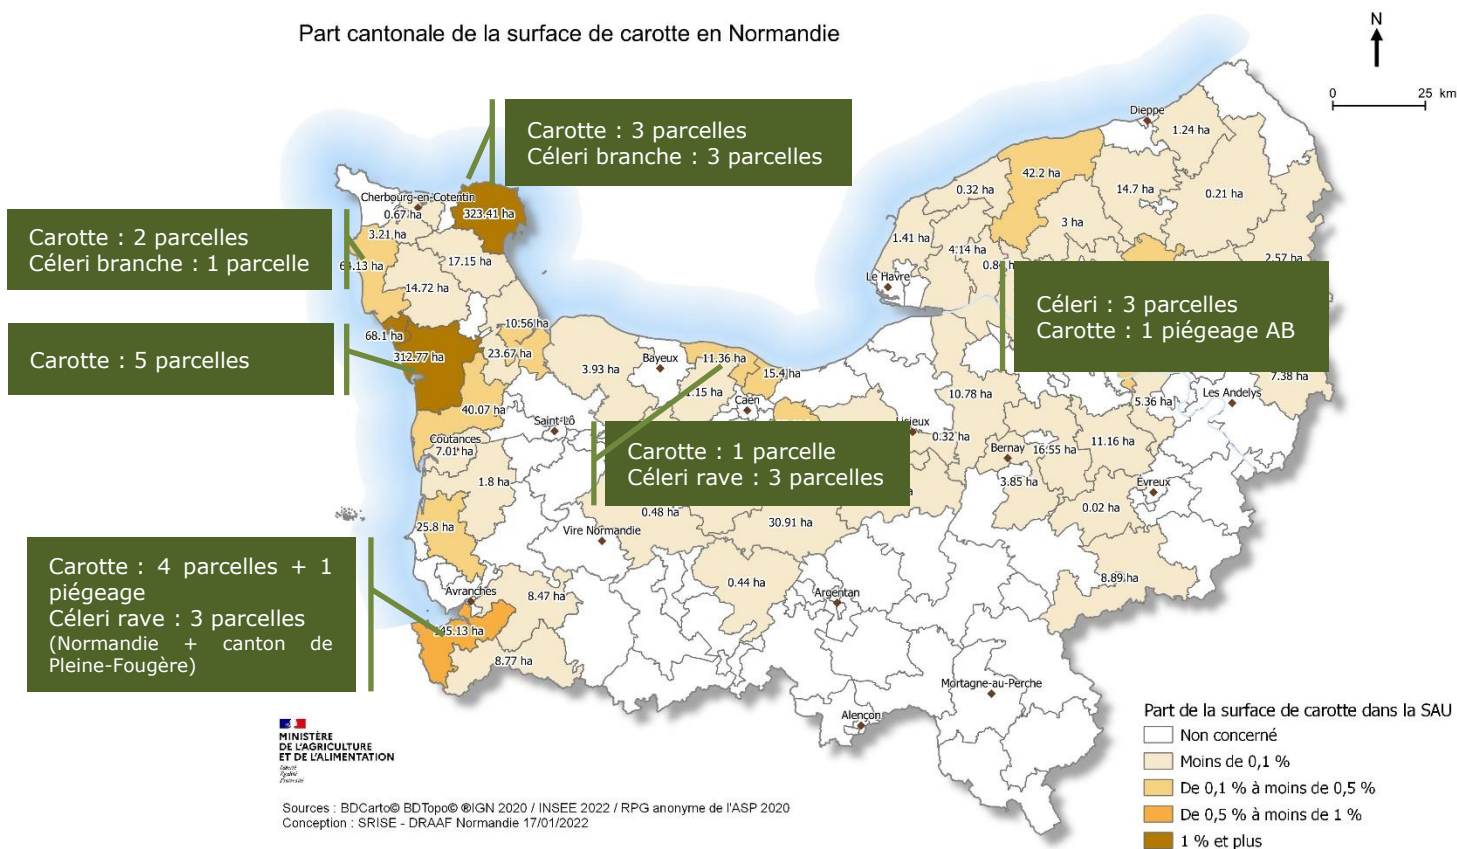 Part cantonale de la surface de carotte en Normandie
N
0 25 km
Dieppe
1.24 ha
Carotte : 3 parcelles
Céleri branche : 3 parcelles
42.2 ha
14.7 ha
0.21 ha
0.32 ha
Cherbourg-en-Cotentin
0.67 ha
323.41 ha
3 ha
Carotte : 2 parcelles
Céleri branche : 1 parcelle
3.21 ha
1.41 ha
4.14 ha
17.15 ha
2.57 ha
Le Havre
14.72 ha
Céleri : 3 parcelles
Carotte : 1 piégeage AB
10.56 ha
68.1 ha
Carotte : 5 parcelles
312.77 ha
23.67 ha
3.93 ha
Bayeux
11.36 ha
15.4 ha
7.38 ha
10.78 ha
5.36 ha
Les Andelys
40.07 ha
Caen
Saint-Lô
0.32 ha
Coutances
7.01 ha
Bernay
16.55 ha
11.16 ha
Carotte : 1 parcelle
Céleri rave : 3 parcelles
1.8 ha
3.85 ha
Évreux
0.02 ha
25.8 ha
0.48 ha
30.91 ha
Vire Normandie
Carotte : 4 parcelles + 1
piégeage
Céleri rave : 3 parcelles
(Normandie + canton de
Pleine-Fougère)
0.44 ha
8.89 ha
Avranches
8.47 ha
Argentan
8.77 ha
Mortagne-au-Perche
Alençon
MINISTÈRE
DE L'AGRICULTURE
ET DE L'ALIMENTATION
Liberté
Égalité
Fraternité
Sources : BDCarto© BDTopo© ®IGN 2020 / INSEE 2022 / RPG anonyme de l'ASP 2020
Conception : SRISE - DRAAF Normandie 17/01/2022
Part de la surface de carotte dans la SAU
Non concerné
Moins de 0,1 %
De 0,1 % à moins de 0,5 %
De 0,5 % à moins de 1 %
1 % et plus